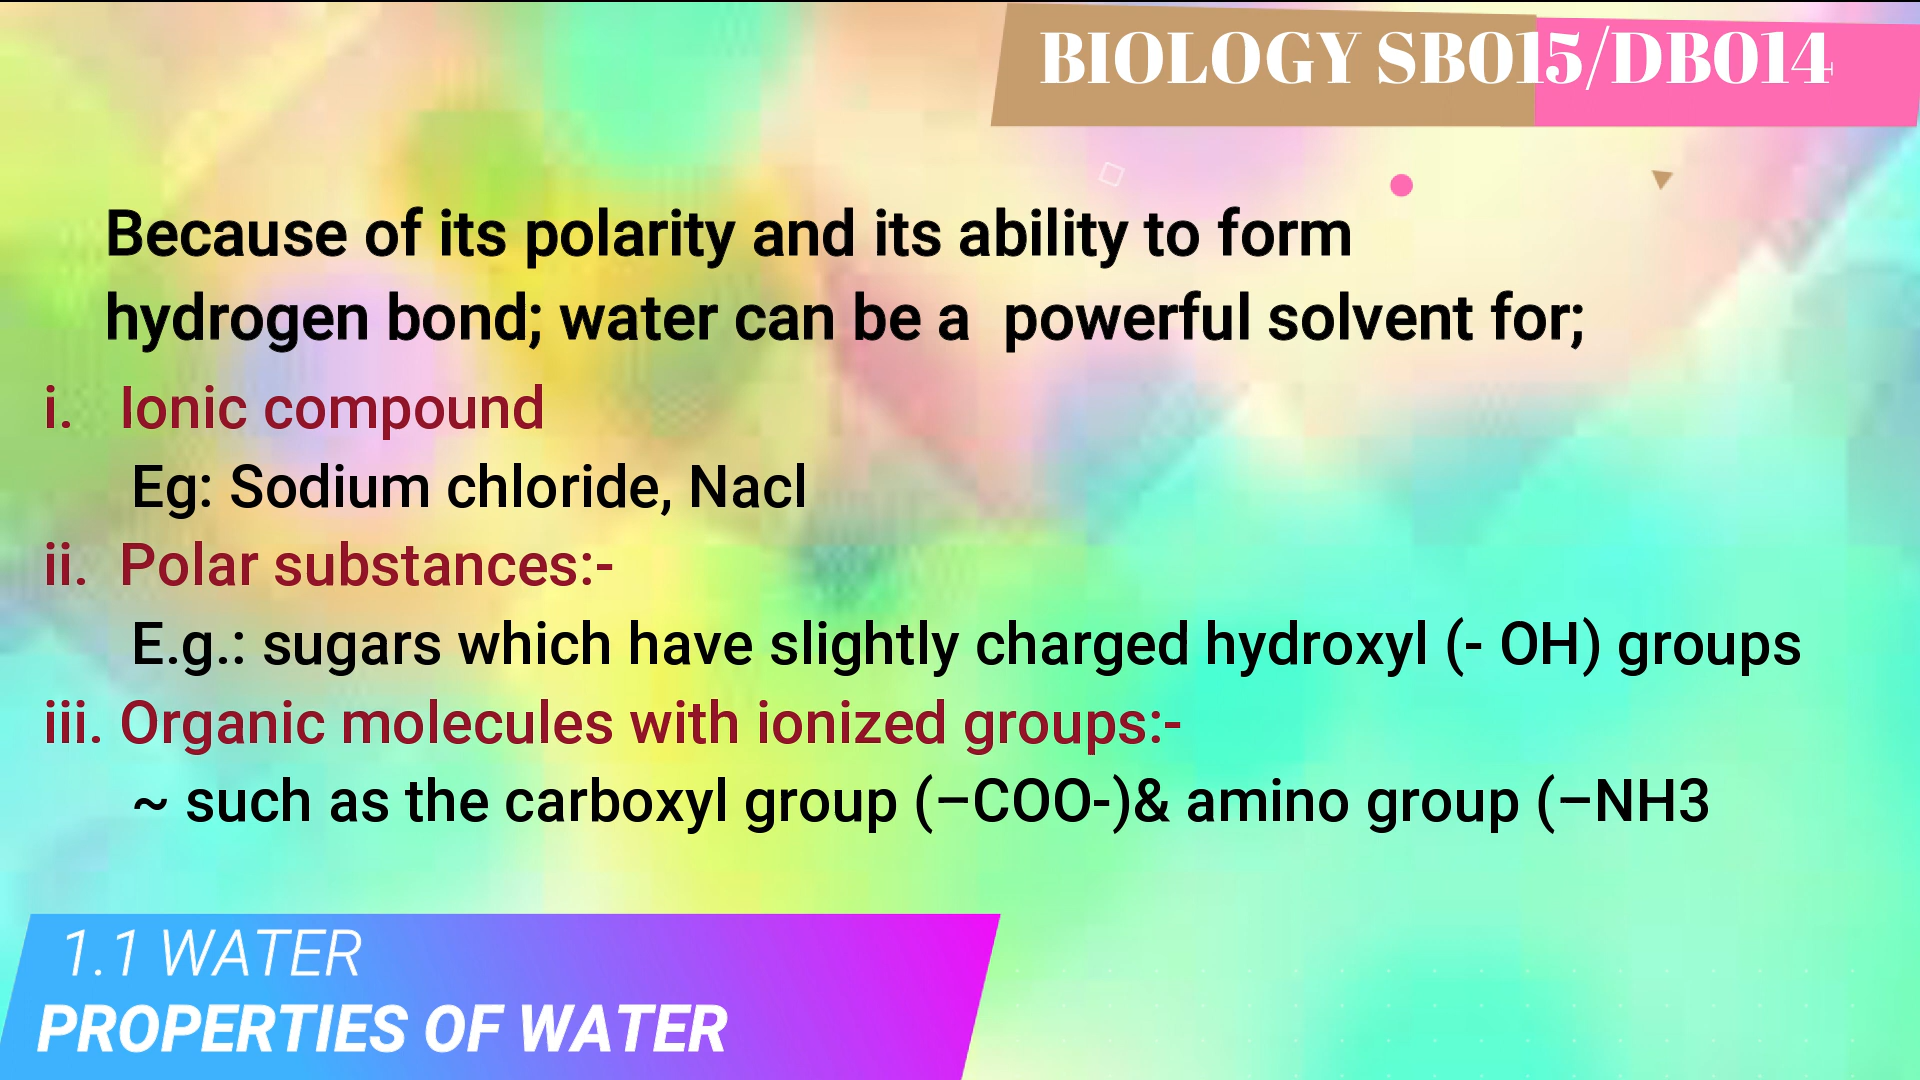 BIOLOGY SB015/DB014
Because of its polarity and its ability to form
hydrogen bond; water can be a powerful solvent for;
i. Ionic compound
Eg: Sodium chloride, Nacl
ii. Polar substances:-
E.g.: sugars which have slightly charged hydroxyl (- OH) groups
iii. Organic molecules with ionized groups:-
~ such as the carboxyl group (–COO-)& amino group (–NH3
1.1 WATER
PROPERTIES OF WATER